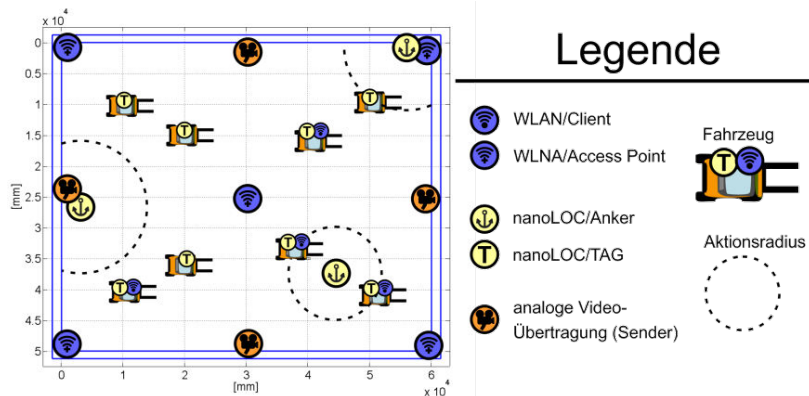 x 10⁴
0
0.5
1
1.5
2
2.5
3
3.5
4
4.5
5
[mm]
0
1
2
3
4
5
6
[mm]
x 10⁴
T
T
T
T
T
T
T
T
Legende
WLAN/Client
WLNA/Access Point
nanoLOC/Anker
T
nanoLOC/TAG
analoge Video-
Übertragung (Sender)
Fahrzeug
T
Aktionsradius